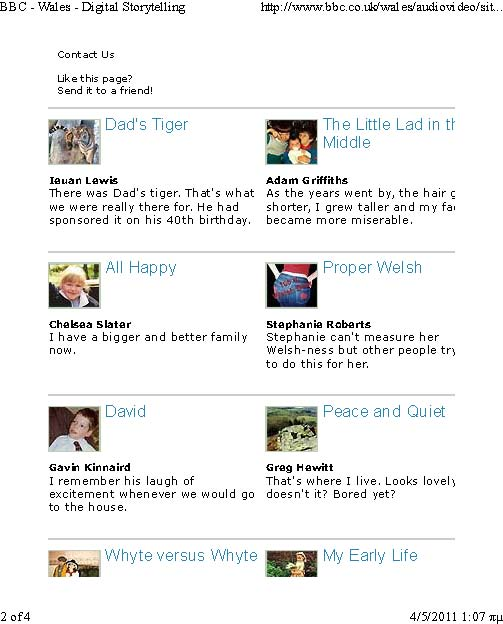 BBC - Wales - Digital Storytelling
http://www.bbc.co.uk/wales/audiovideo/sit...
Contact Us
Like this page?
Send it to a friend!
Dad's Tiger
Ieuan Lewis
There was Dad's tiger. That's what
we were really there for. He had
sponsored it on his 40th birthday.
The Little Lad in th
Middle
Adam Griffiths
As the years went by, the hair g
shorter, I grew taller and my fac
became more miserable.
All Happy
Chelsea Slater
I have a bigger and better family
now.
Proper Welsh
Stephanie Roberts
Stephanie can't measure her
Welsh-ness but other people try
to do this for her.
David
Gavin Kinnaird
I remember his laugh of
excitement whenever we would go
to the house.
Peace and Quiet
Greg Hewitt
That's where I live. Looks lovely
doesn't it? Bored yet?
Whyte versus Whyte
My Early Life
2 of 4
4/5/2011 1:07 πμ